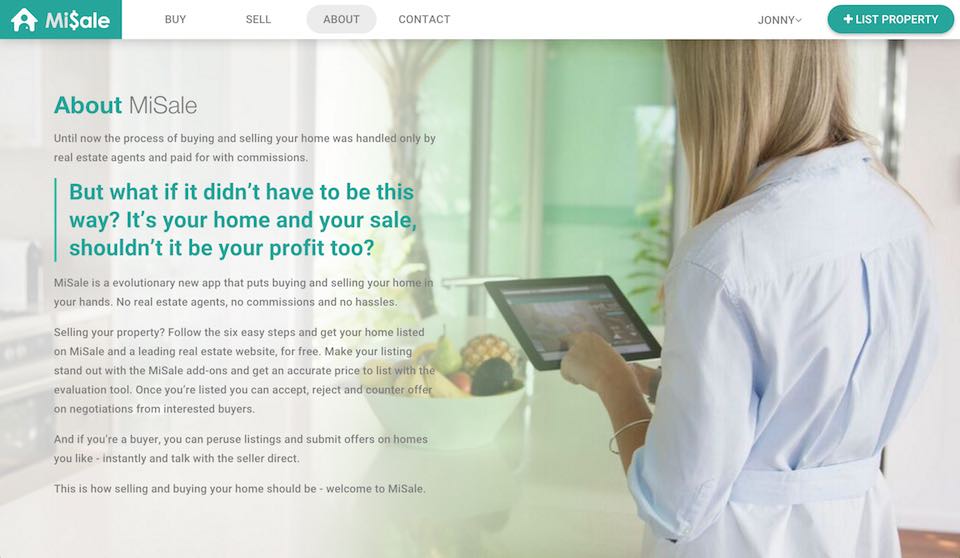 Mi$ale
BUY
SELL
ABOUT
CONTACT
JONNY
+ LIST PROPERTY
About MiSale
Until now the process of buying and selling your home was handled only by
real estate agents and paid for with commissions.
But what if it didn’t have to be this
way? It’s your home and your sale,
shouldn’t it be your profit too?
MiSale is a evolutionary new app that puts buying and selling your home in
your hands. No real estate agents, no commissions and no hassles.
Selling your property? Follow the six easy steps and get your home listed
on MiSale and a leading real estate website, for free. Make your listing
stand out with the MiSale add-ons and get an accurate price to list with the
evaluation tool. Once you’re listed you can accept, reject and counter offer
on negotiations from interested buyers.
And if you’re a buyer, you can peruse listings and submit offers on homes
you like - instantly and talk with the seller direct.
This is how selling and buying your home should be - welcome to MiSale.